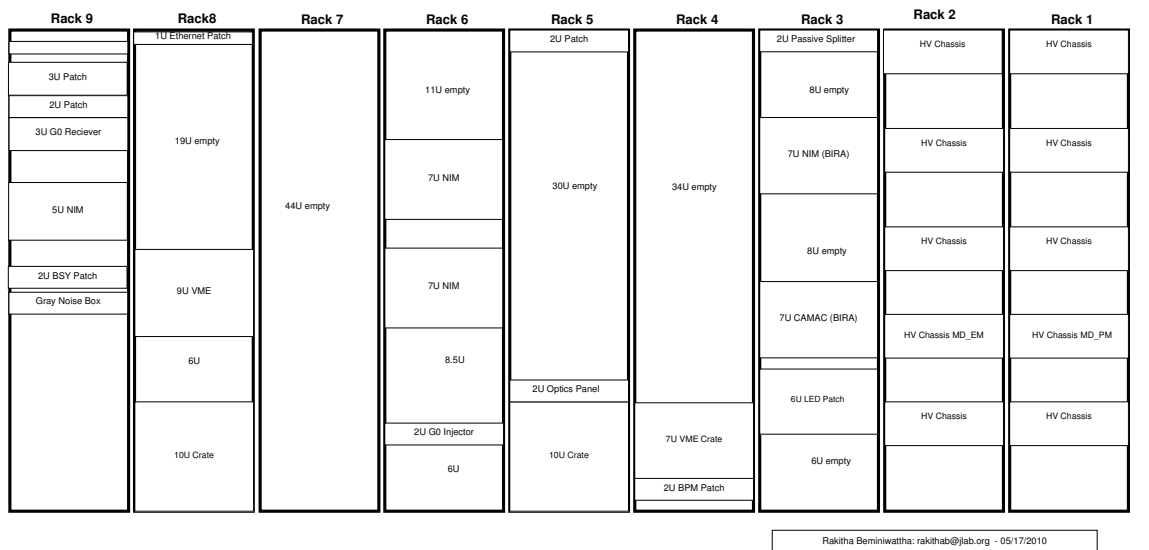 Rack 9
Rack8
Rack 7
Rack 6
Rack 5
Rack 4
Rack 3
Rack 2
Rack 1
3U Patch
2U Patch
3U G0 Reciever
5U NIM
2U BSY Patch
Gray Noise Box
1U Ethernet Patch
19U empty
9U VME
6U
10U Crate
44U empty
11U empty
7U NIM
7U NIM
8.5U
2U G0 Injector
6U
2U Patch
30U empty
2U Optics Panel
10U Crate
34U empty
7U VME Crate
2U BPM Patch
2U Passive Splitter
8U empty
7U NIM (BIRA)
8U empty
7U CAMAC (BIRA)
6U LED Patch
6U empty
HV Chassis
HV Chassis
HV Chassis
HV Chassis MD_EM
HV Chassis
HV Chassis
HV Chassis
HV Chassis
HV Chassis MD_PM
HV Chassis
Rakitha Beminiwattha: rakithab@jlab.org - 05/17/2010